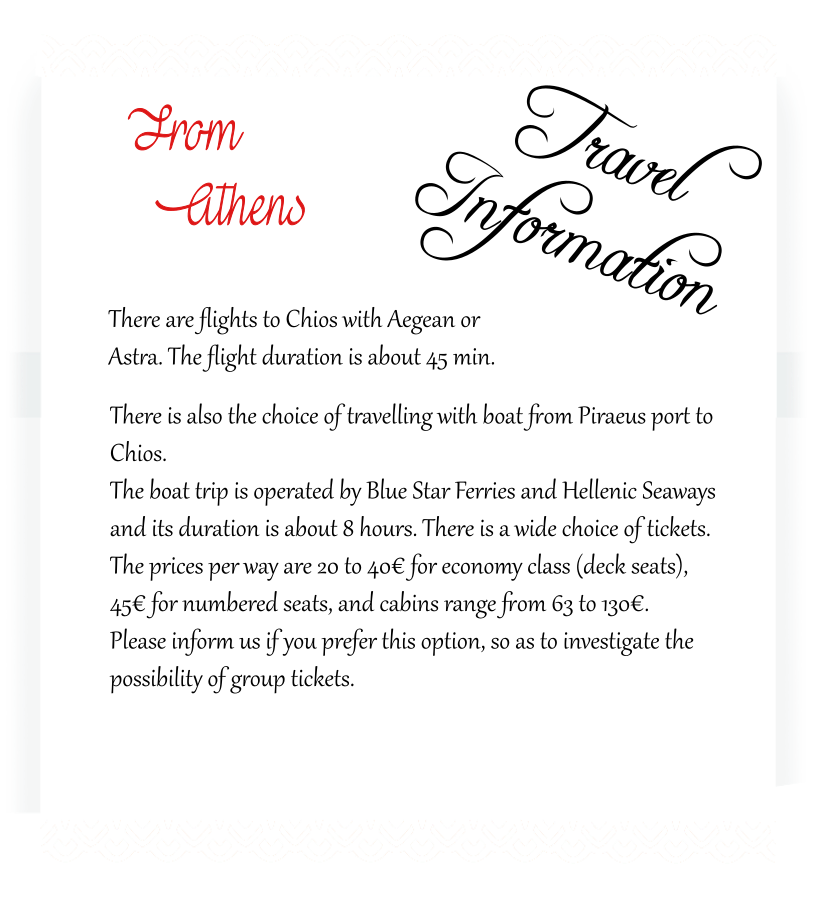 From
Athens
Travel
Information
There are flights to Chios with Aegean or
Astra. The flight duration is about 45 min.
There is also the choice of travelling with boat from Piraeus port to
Chios.
The boat trip is operated by Blue Star Ferries and Hellenic Seaways
and its duration is about 8 hours. There is a wide choice of tickets.
The prices per way are 20 to 40€ for economy class (deck seats),
45€ for numbered seats, and cabins range from 63 to 130€.
Please inform us if you prefer this option, so as to investigate the
possibility of group tickets.